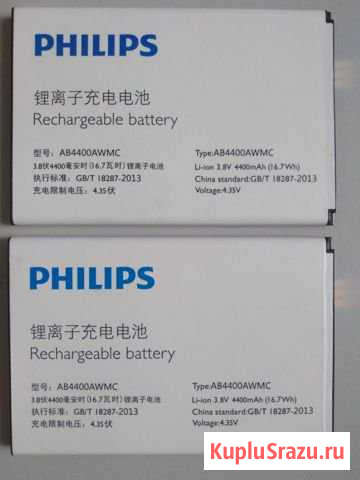 PHILIPS
锂离子充电电池
Rechargeable battery
型号: AB4400AWMC
3.8伏4400毫安时(16.7瓦时)锂离子电池
执行标准: GB/T 18287-2013
充电限制电压: 4.35伏
Type:AB4400AWMC
Li-ion 3.8V 4400mAh (16.7Wh)
China standard:GB/T 18287-2013
Voltage:4.35V
PHILIPS
锂离子充电电池
Rechargeable battery
型号: AB4400AWMC
3.8伏4400毫安时(16.7瓦时)锂离子电池
执行标准: GB/T 18287-2013
充电限制电压: 4.35伏
Type:AB4400AWMC
Li-ion 3.8V 4400mAh (16.7Wh)
China standard:GB/T 18287-2013
Voltage:4.35V
KupluSrazu.ru